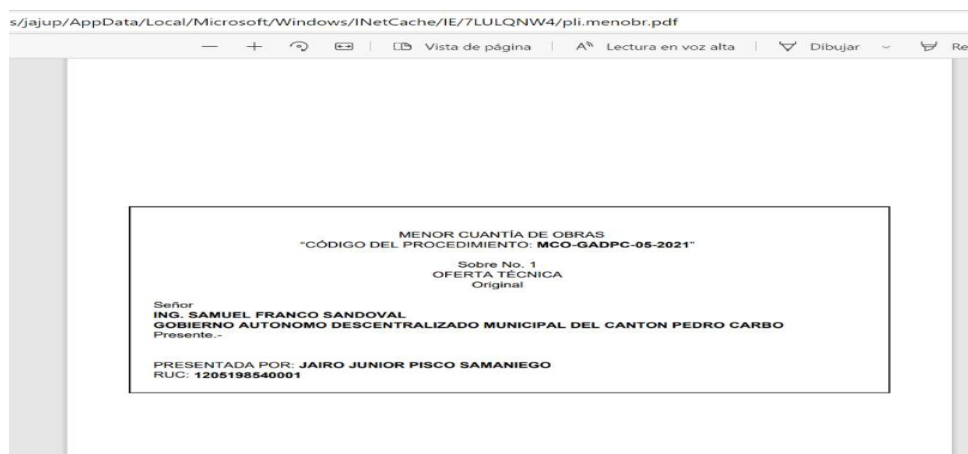 s/jajup/AppData/Local/Microsoft/Windows/INetCache/IE/7LULQNW4/pli.menobr.pdf
Vista de página | A Lectura en voz alta | Dibujar Re
MENOR CUANTÍA DE OBRAS
"CÓDIGO DEL PROCEDIMIENTO: MCO-GADPC-05-2021"
Sobre No. 1
OFERTA TÉCNICA
Original
Señor
ING. SAMUEL FRANCO SANDOVAL
GOBIERNO AUTONOMO DESCENTRALIZADO MUNICIPAL DEL CANTON PEDRO CARBO
Presente.-
PRESENTADA POR: JAIRO JUNIOR PISCO SAMANIEGO
RUC: 1205198540001